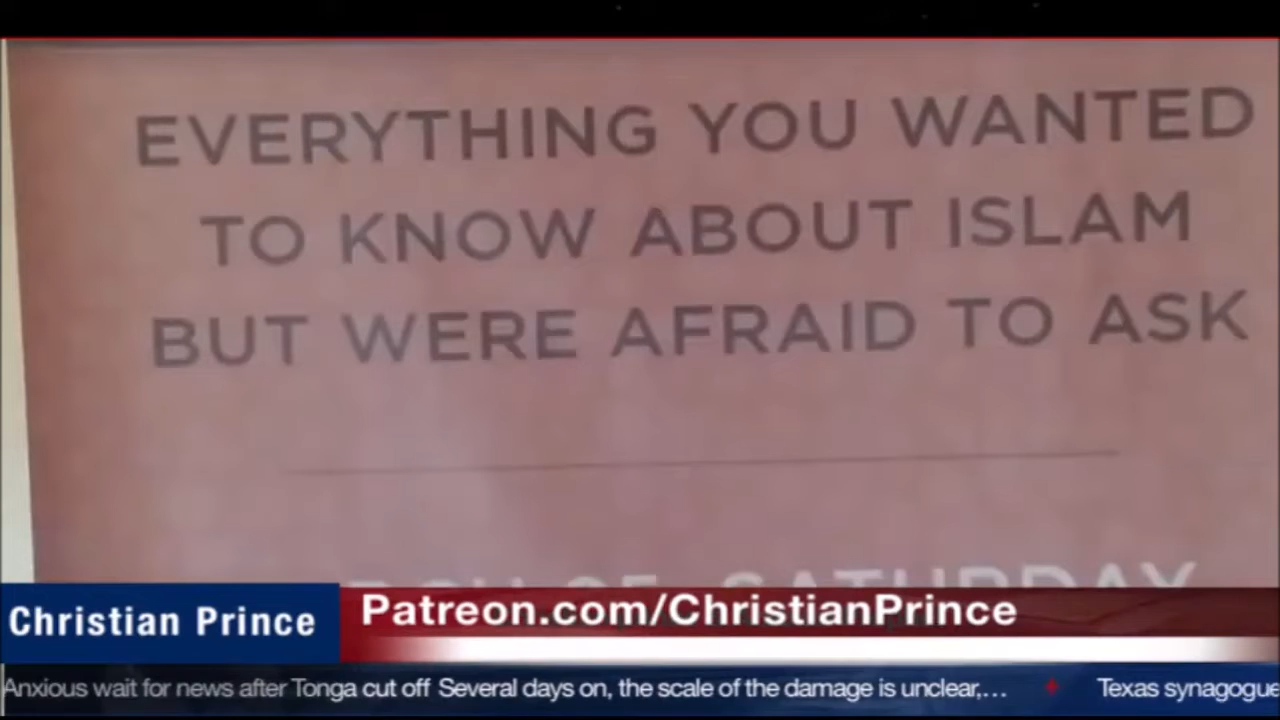 EVERYTHING YOU WANTED
TO KNOW ABOUT ISLAM
BUT WERE AFRAID TO ASK
SATURDAY
Christian Prince
Patreon.com/ChristianPrince
Anxious wait for news after Tonga cut off Several days on, the scale of the damage is unclear,... Texas synagogue